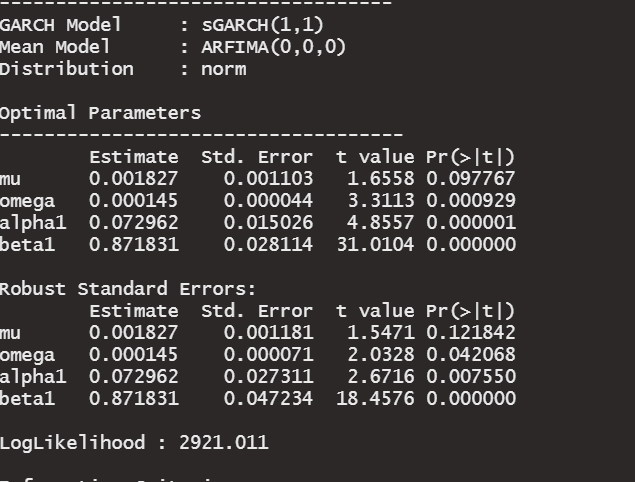 ------------------------------------
GARCH Model : sGARCH(1,1)
Mean Model : ARFIMA(0,0,0)
Distribution : norm
Optimal Parameters
------------------------------------
Estimate Std. Error t value Pr(>|t|)
mu 0.001827 0.001103 1.6558 0.097767
omega 0.000145 0.000044 3.3113 0.000929
alpha1 0.072962 0.015026 4.8557 0.000001
beta1 0.871831 0.028114 31.0104 0.000000
Robust Standard Errors:
Estimate Std. Error t value Pr(>|t|)
mu 0.001827 0.001181 1.5471 0.121842
omega 0.000145 0.000071 2.0328 0.042068
alpha1 0.072962 0.027311 2.6716 0.007550
beta1 0.871831 0.047234 18.4576 0.000000
LogLikelihood : 2921.011